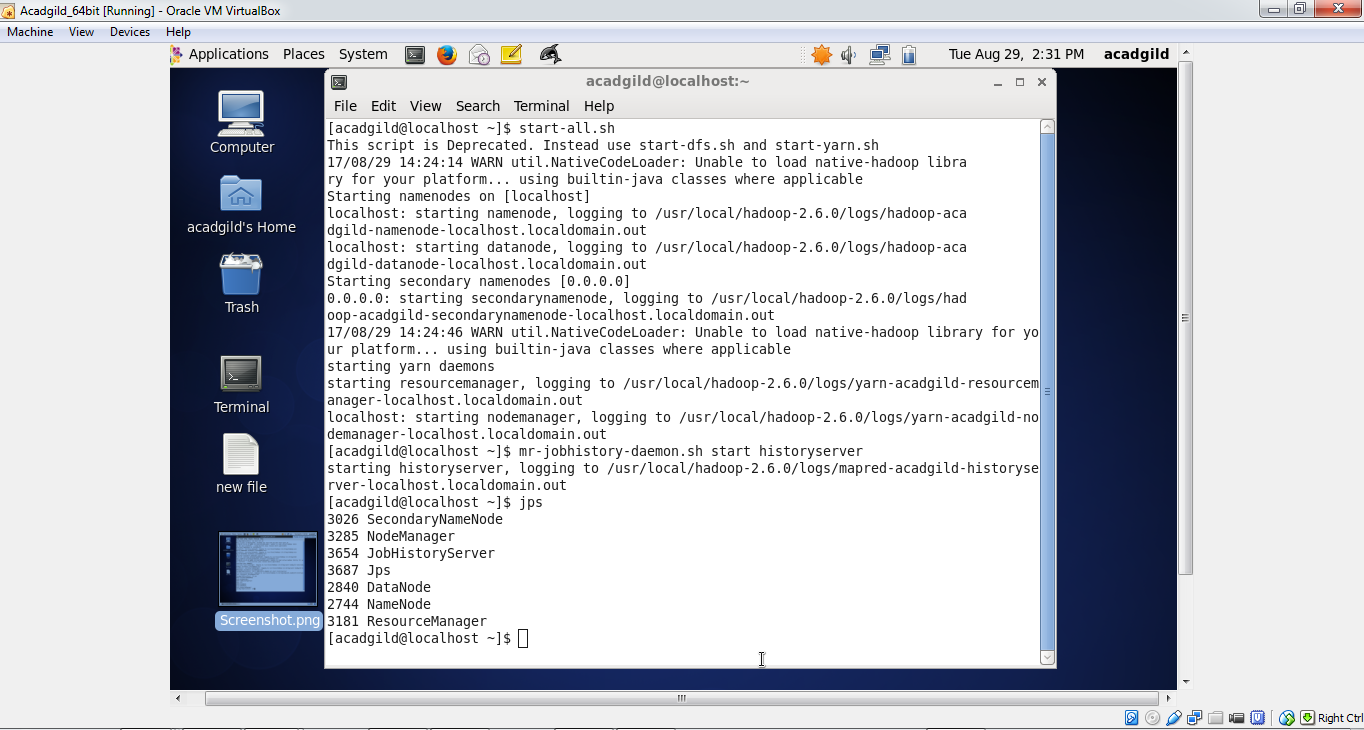 Acadgild_64bit [Running] - Oracle VM VirtualBox
Machine View Devices Help
Applications Places System Tue Aug 29, 2:31 PM acadgild
Computer
acadgild's Home
Trash
Terminal
new file
Screenshot.png
acadgild@localhost:~
File Edit View Search Terminal Help
[acadgild@localhost ~]$ start-all.sh
This script is Deprecated. Instead use start-dfs.sh and start-yarn.sh
17/08/29 14:24:14 WARN util.NativeCodeLoader: Unable to load native-hadoop libra
ry for your platform... using builtin-java classes where applicable
Starting namenodes on [localhost]
localhost: starting namenode, logging to /usr/local/hadoop-2.6.0/logs/hadoop-aca
dgild-namenode-localhost.localdomain.out
localhost: starting datanode, logging to /usr/local/hadoop-2.6.0/logs/hadoop-aca
dgild-datanode-localhost.localdomain.out
Starting secondary namenodes [0.0.0.0]
0.0.0.0: starting secondarynamenode, logging to /usr/local/hadoop-2.6.0/logs/had
oop-acadgild-secondarynamenode-localhost.localdomain.out
17/08/29 14:24:46 WARN util.NativeCodeLoader: Unable to load native-hadoop library for yo
ur platform... using builtin-java classes where applicable
starting yarn daemons
starting resourcemanager, logging to /usr/local/hadoop-2.6.0/logs/yarn-acadgild-resourcem
anager-localhost.localdomain.out
localhost: starting nodemanager, logging to /usr/local/hadoop-2.6.0/logs/yarn-acadgild-no
demanager-localhost.localdomain.out
[acadgild@localhost ~]$ mr-jobhistory-daemon.sh start historyserver
starting historyserver, logging to /usr/local/hadoop-2.6.0/logs/mapred-acadgild-historyse
rver-localhost.localdomain.out
[acadgild@localhost ~]$ jps
3026 SecondaryNameNode
3285 NodeManager
3654 JobHistoryServer
3687 Jps
2840 DataNode
2744 NameNode
3181 ResourceManager
[acadgild@localhost ~]$
Right Ctrl